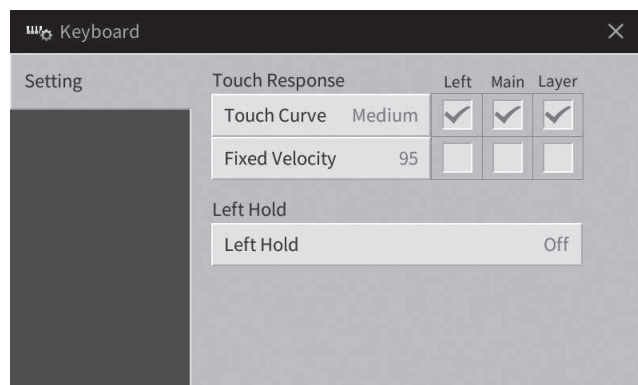 Keyboard
Setting
Touch Response Left Main Layer
Touch Curve Medium
Fixed Velocity 95
Left Hold
Left Hold Off